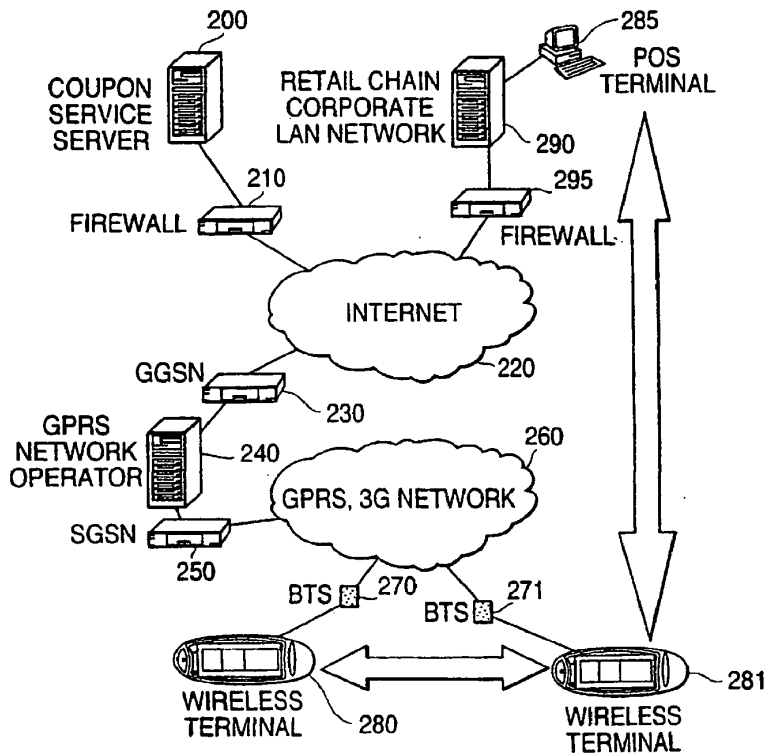 200
COUPON
SERVICE
SERVER
285
POS
TERMINAL
RETAIL CHAIN
CORPORATE
LAN NETWORK
290
210
FIREWALL
295
FIREWALL
INTERNET
220
GGSN
230
GPRS
NETWORK
OPERATOR
240
SGSN
250
260
GPRS, 3G NETWORK
BTS
270
BTS
271
WIRELESS
TERMINAL
280
WIRELESS
TERMINAL
281